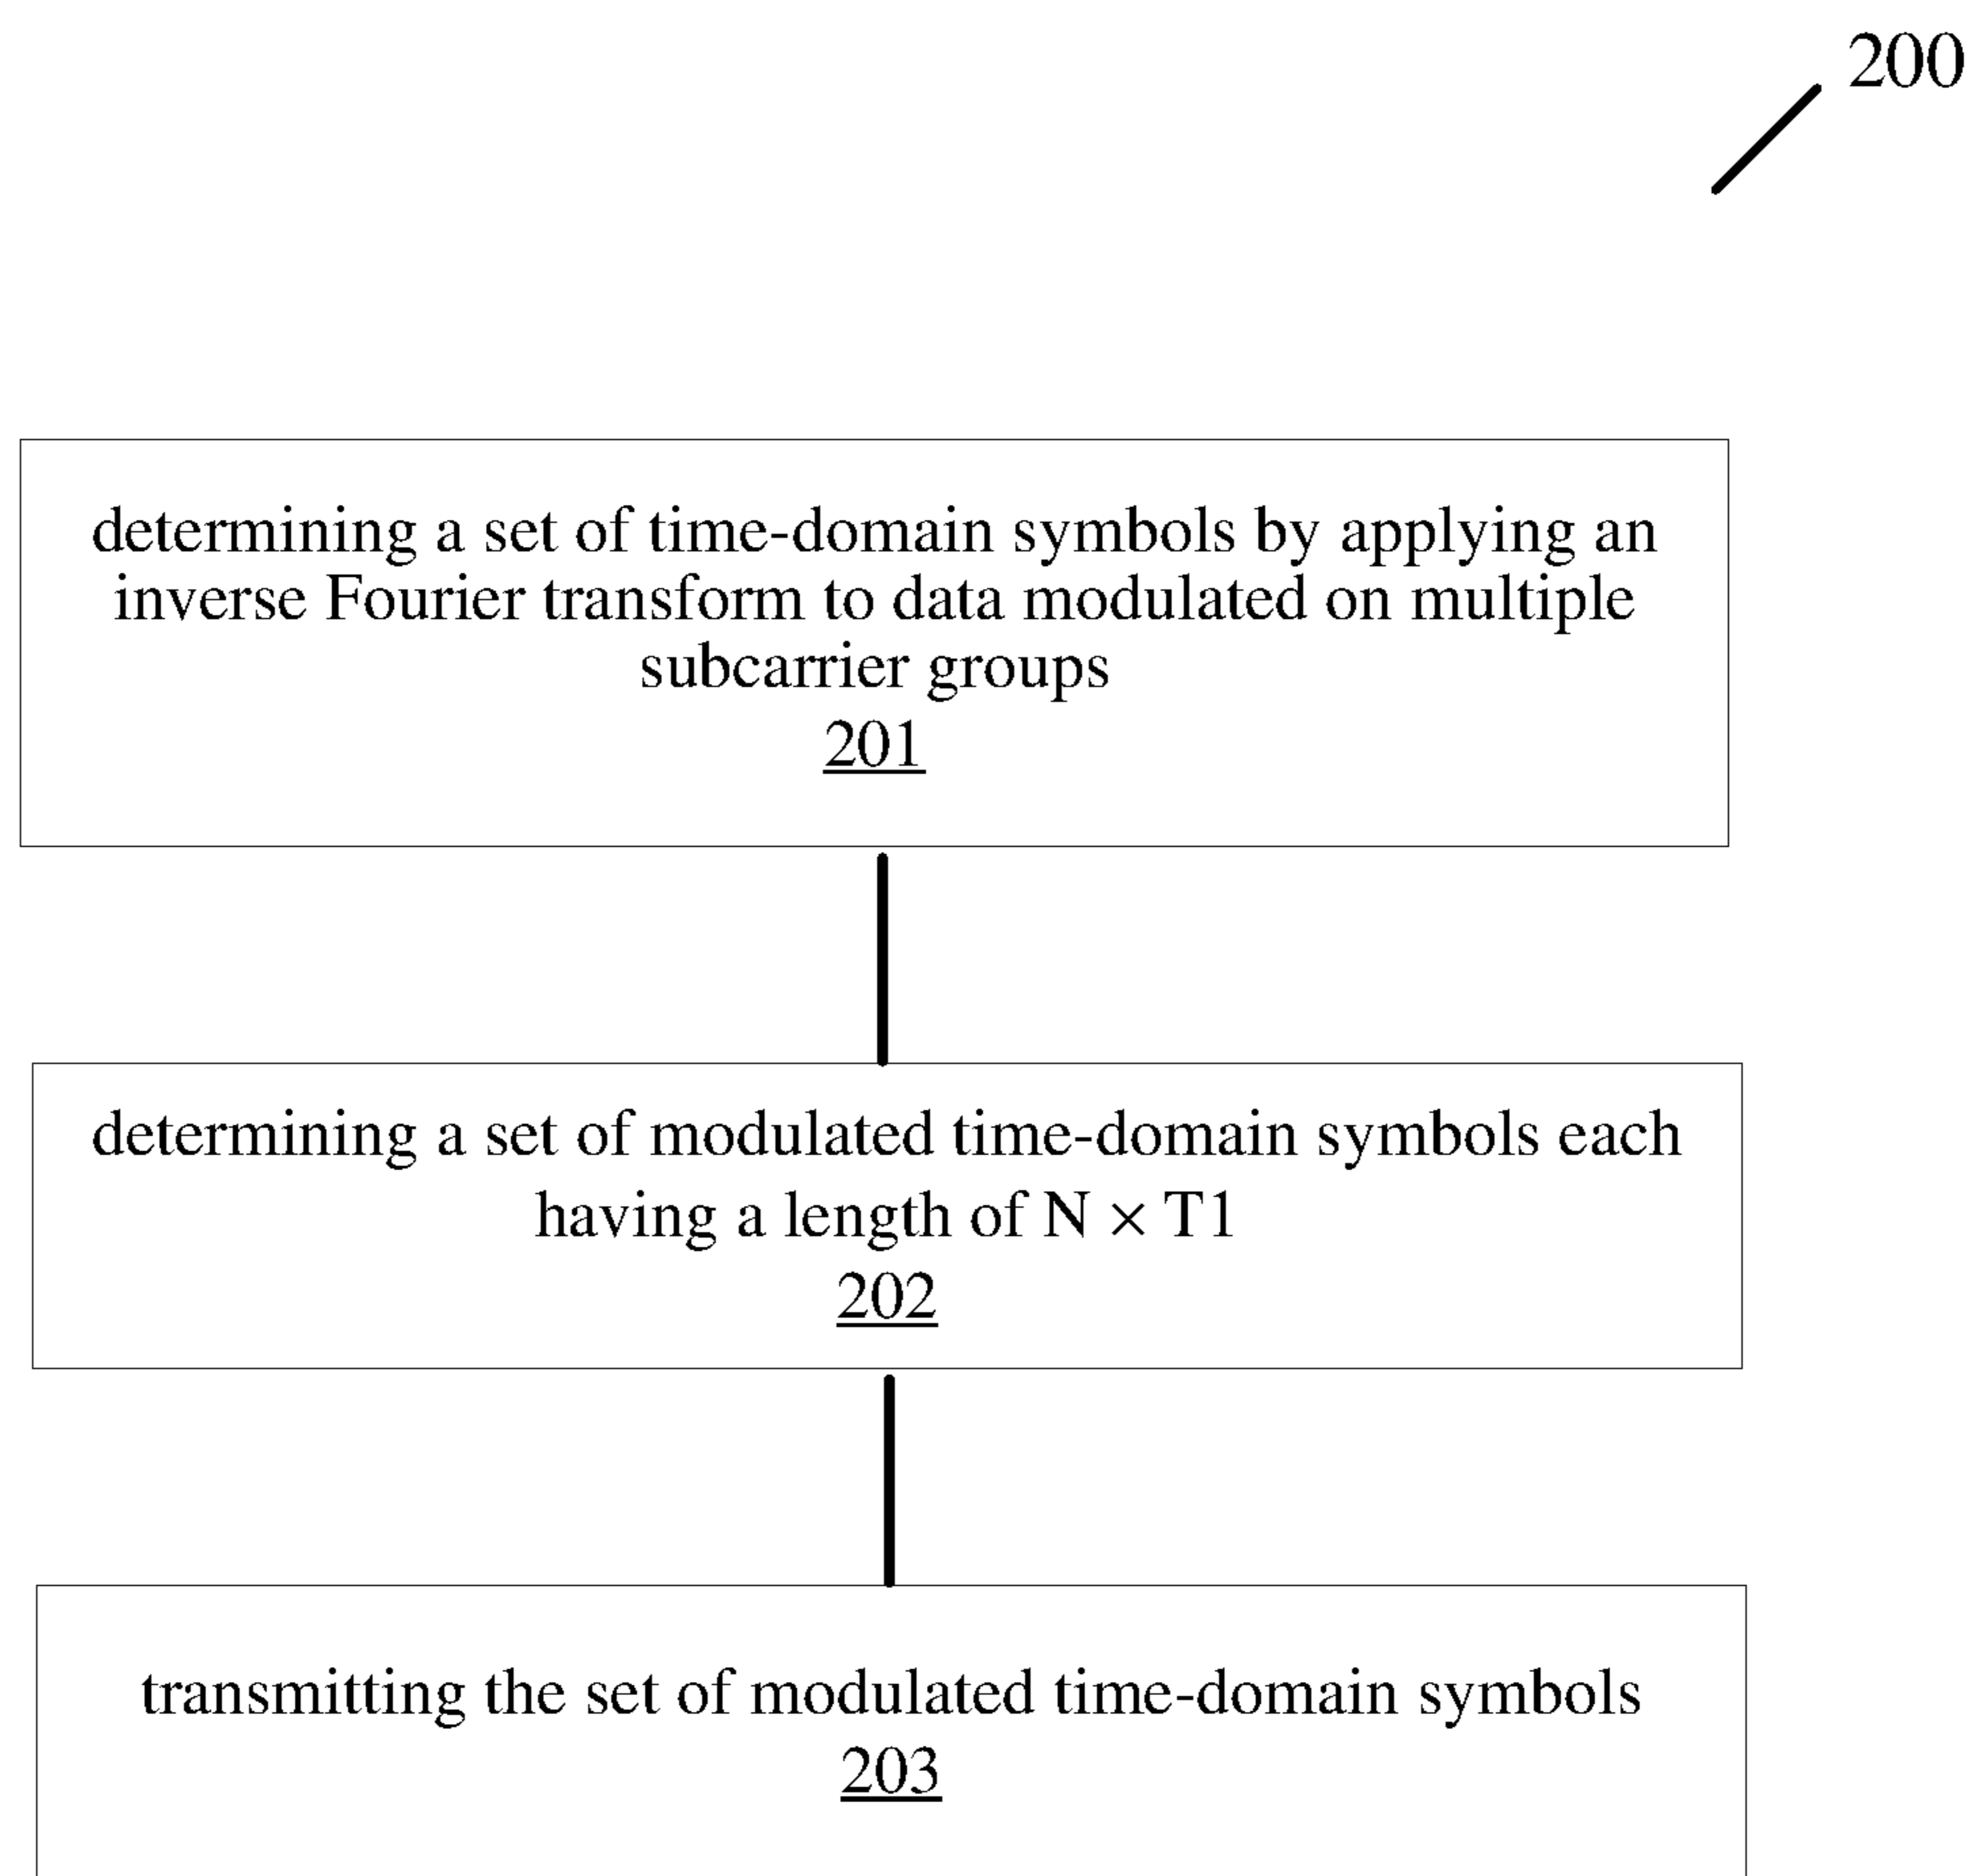 200
determining a set of time-domain symbols by applying an
inverse Fourier transform to data modulated on multiple
subcarrier groups
201
determining a set of modulated time-domain symbols each
having a length of N × T1
202
transmitting the set of modulated time-domain symbols
203